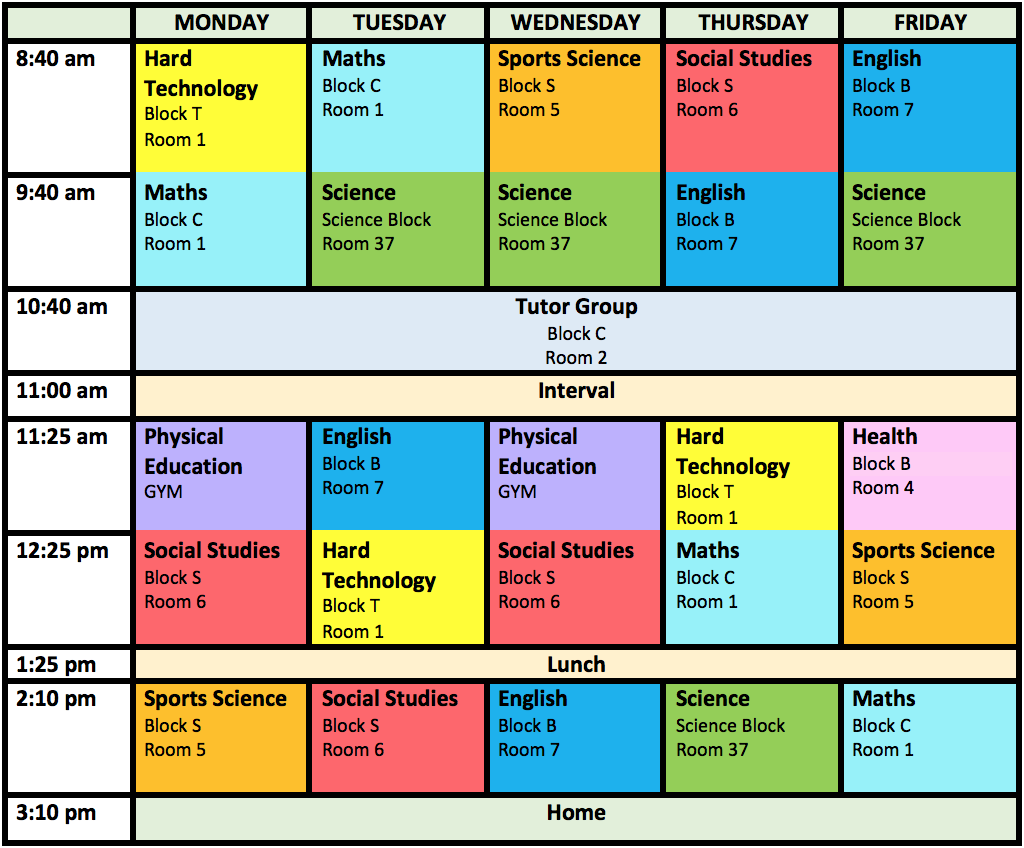 MONDAY TUESDAY WEDNESDAY THURSDAY FRIDAY
8:40 am
Hard
Technology
Block T
Room 1
Maths
Block C
Room 1
Sports Science
Block S
Room 5
Social Studies
Block S
Room 6
English
Block B
Room 7
9:40 am
Maths
Block C
Room 1
Science
Science Block
Room 37
Science
Science Block
Room 37
English
Block B
Room 7
Science
Science Block
Room 37
10:40 am
Tutor Group
Block C
Room 2
11:00 am
Interval
11:25 am
Physical
Education
GYM
English
Block B
Room 7
Physical
Education
GYM
Hard
Technology
Block T
Room 1
Health
Block B
Room 4
12:25 pm
Social Studies
Block S
Room 6
Hard
Technology
Block T
Room 1
Social Studies
Block S
Room 6
Maths
Block C
Room 1
Sports Science
Block S
Room 5
1:25 pm
Lunch
2:10 pm
Sports Science
Block S
Room 5
Social Studies
Block S
Room 6
English
Block B
Room 7
Science
Science Block
Room 37
Maths
Block C
Room 1
3:10 pm
Home